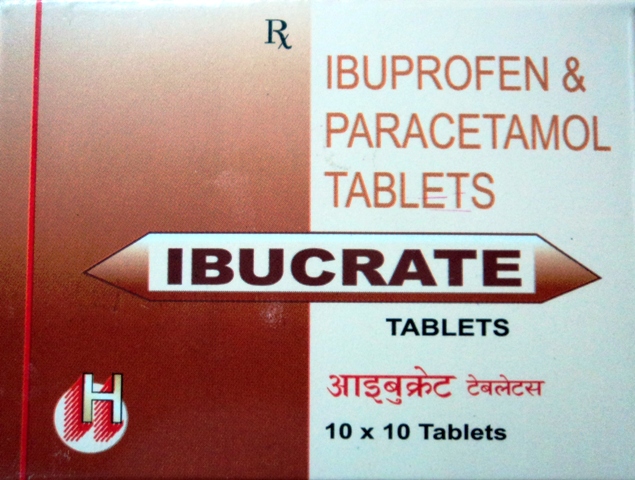 Rx
IBUPROFEN &
PARACETAMOL
TABLETS
IBUCRATE
TABLETS
आइबुक्रेट टेबलेटस
10 x 10 Tablets
H